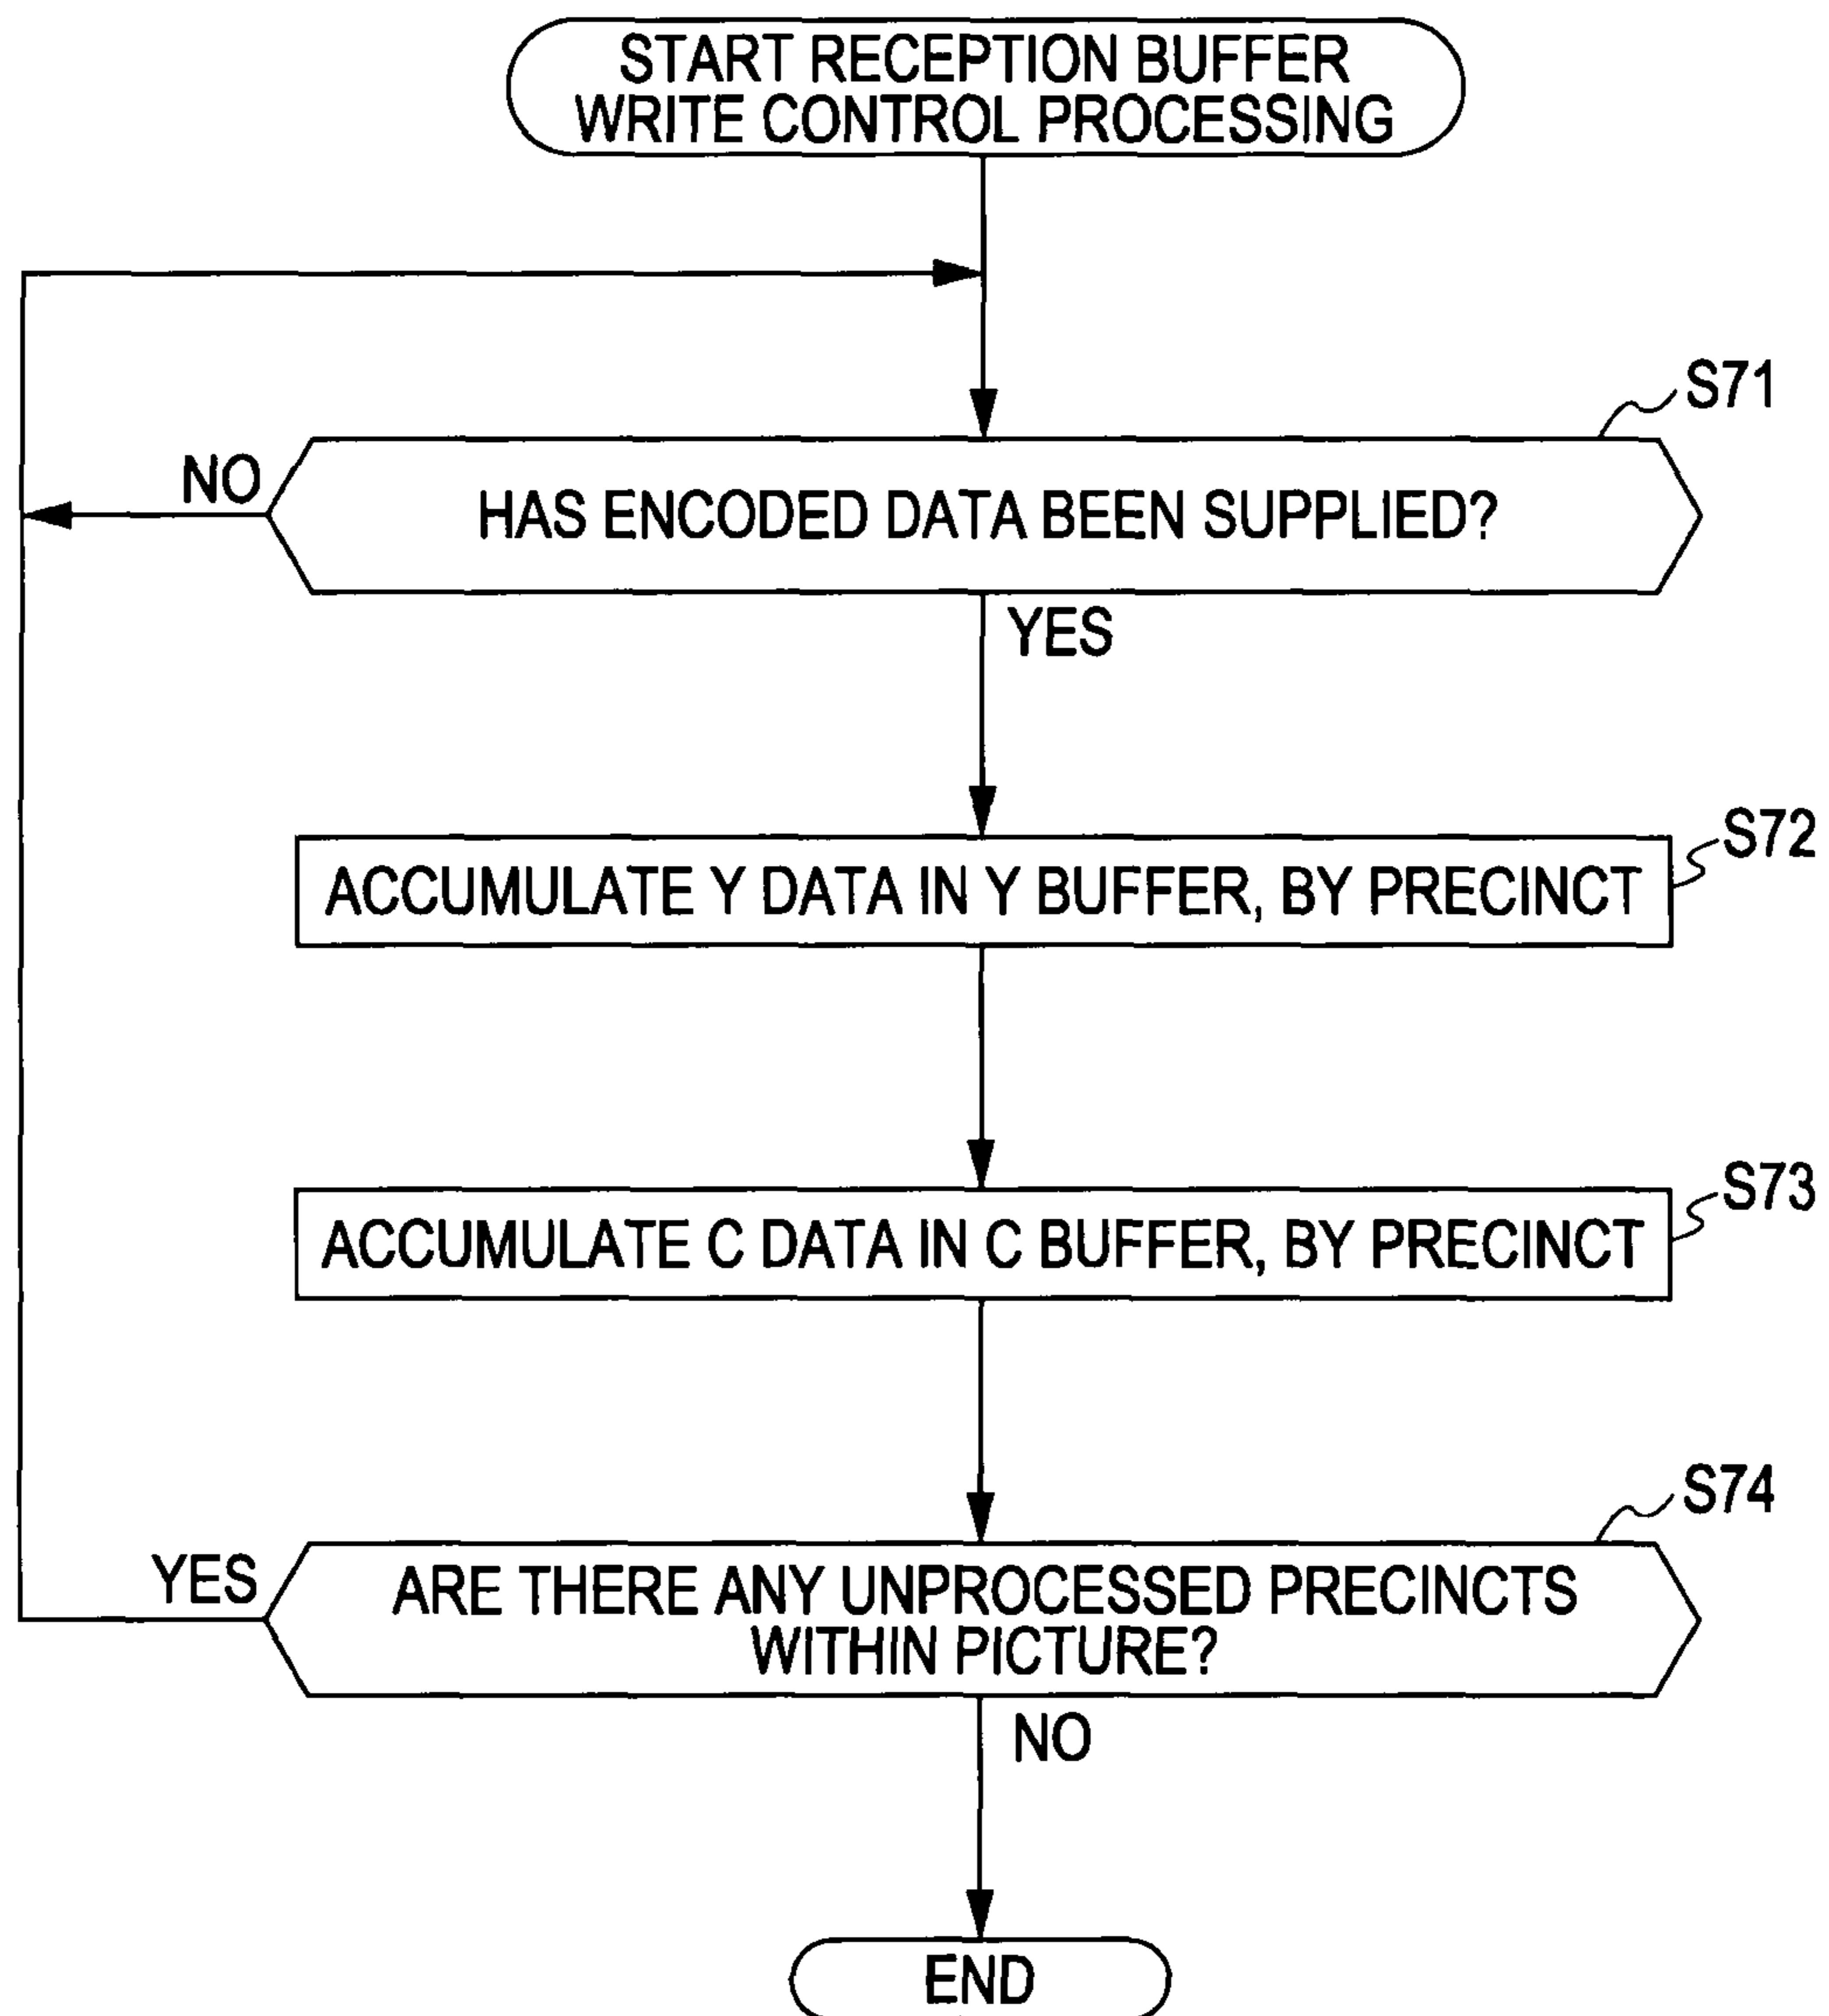 START RECEPTION BUFFER
WRITE CONTROL PROCESSING
S71
NO
HAS ENCODED DATA BEEN SUPPLIED?
YES
S72
ACCUMULATE Y DATA IN Y BUFFER, BY PRECINCT
S73
ACCUMULATE C DATA IN C BUFFER, BY PRECINCT
S74
YES
ARE THERE ANY UNPROCESSED PRECINCTS
WITHIN PICTURE?
NO
END